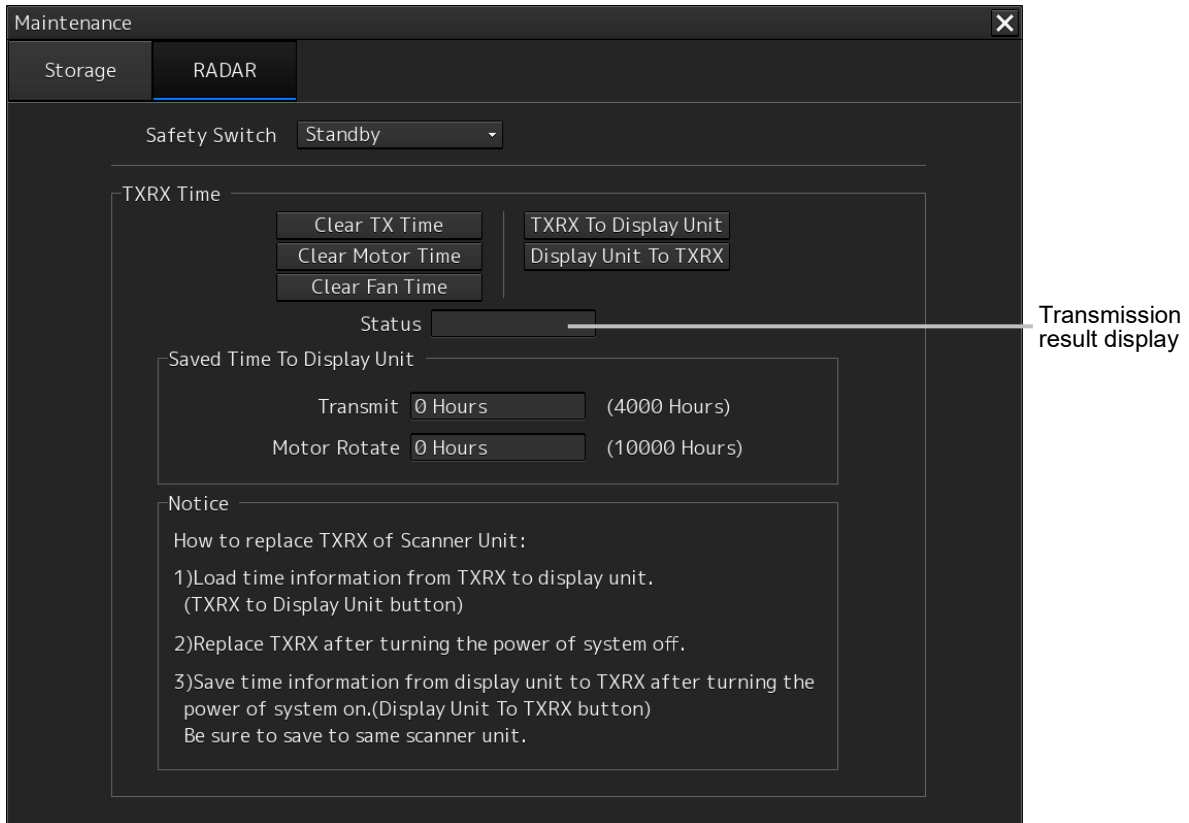 Maintenance
Storage
RADAR
Safety Switch Standby
TXRX Time
Clear TX Time
TXRX To Display Unit
Clear Motor Time
Display Unit To TXRX
Clear Fan Time
Status
Transmission
result display
Saved Time To Display Unit
Transmit 0 Hours (4000 Hours)
Motor Rotate 0 Hours (10000 Hours)
Notice
How to replace TXRX of Scanner Unit:
1)Load time information from TXRX to display unit.
(TXRX to Display Unit button)
2)Replace TXRX after turning the power of system off.
3)Save time information from display unit to TXRX after turning the
power of system on.(Display Unit To TXRX button)
Be sure to save to same scanner unit.